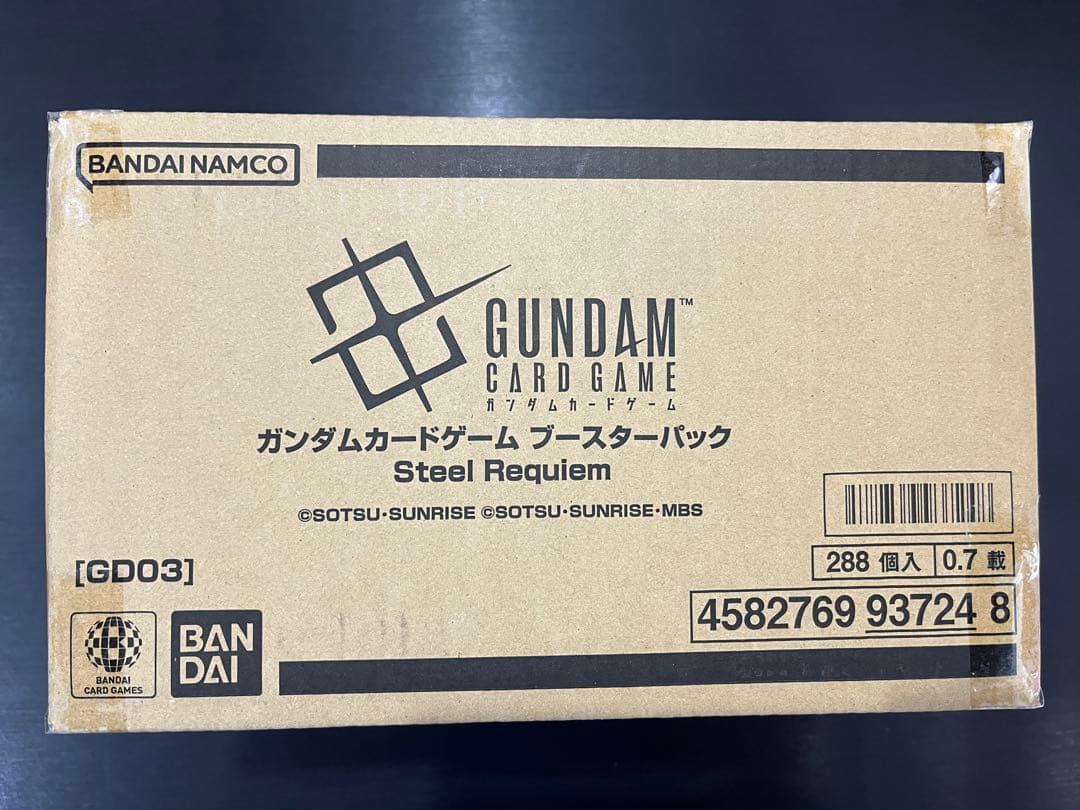 BANDAI NAMCO
GUNDAM™
CARD GAME
ガンダムカードゲーム
ガンダムカードゲーム ブースターパック
Steel Requiem
©SOTSU・SUNRISE ©SOTSU・SUNRISE・MBS
288 個入 0.7 載
[GD03]
4582769 93724 8
BANDAI
CARD GAMES
BAN
DAI